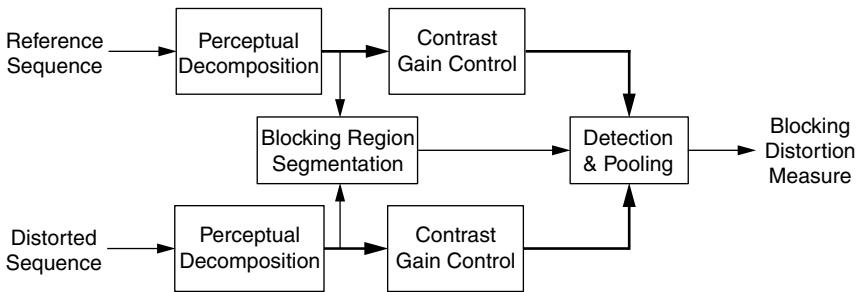 Reference
Sequence
Perceptual
Decomposition
Contrast
Gain Control
Blocking Region
Segmentation
Detection
& Pooling
Blocking
Distortion
Measure
Distorted
Sequence
Perceptual
Decomposition
Contrast
Gain Control